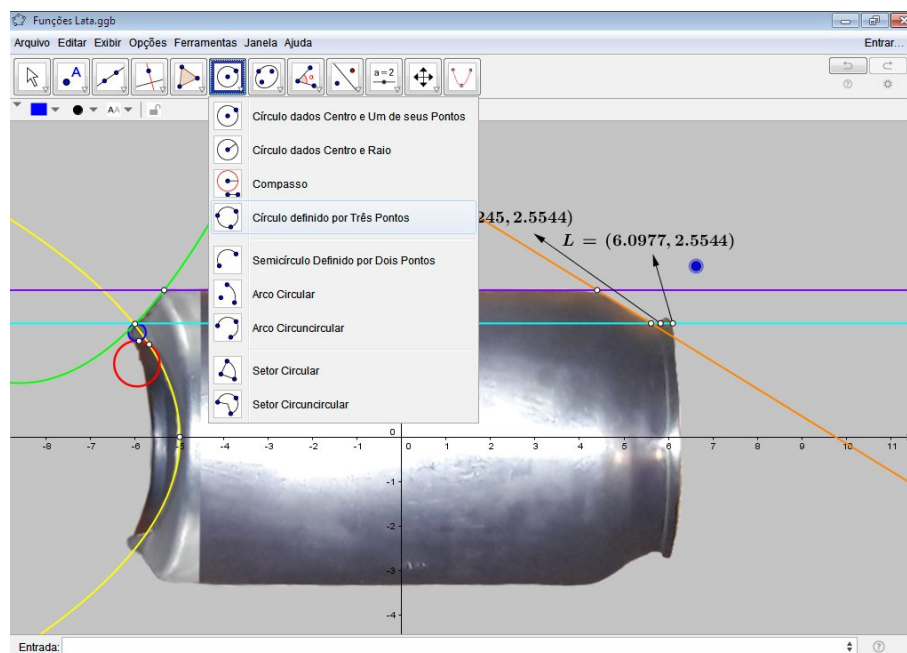 Funções Lata.ggb
Arquivo Editar Exibir Opções Ferramentas Janela Ajuda
Entrar...
A
α
a=2
AA
Círculo dados Centro e Um de seus Pontos
Círculo dados Centro e Raio
Compasso
Círculo definido por Três Pontos
Semicírculo Definido por Dois Pontos
Arco Circular
Arco Circuncircular
Setor Circular
Setor Circuncircular
245, 2.5544)
L = (6.0977, 2.5544)
0
-8 -7 -6 -5 -4 -3 -2 -1 0 1 2 3 4 5 6 7 8 9 10 11
-1
-2
-3
-4
Entrada: